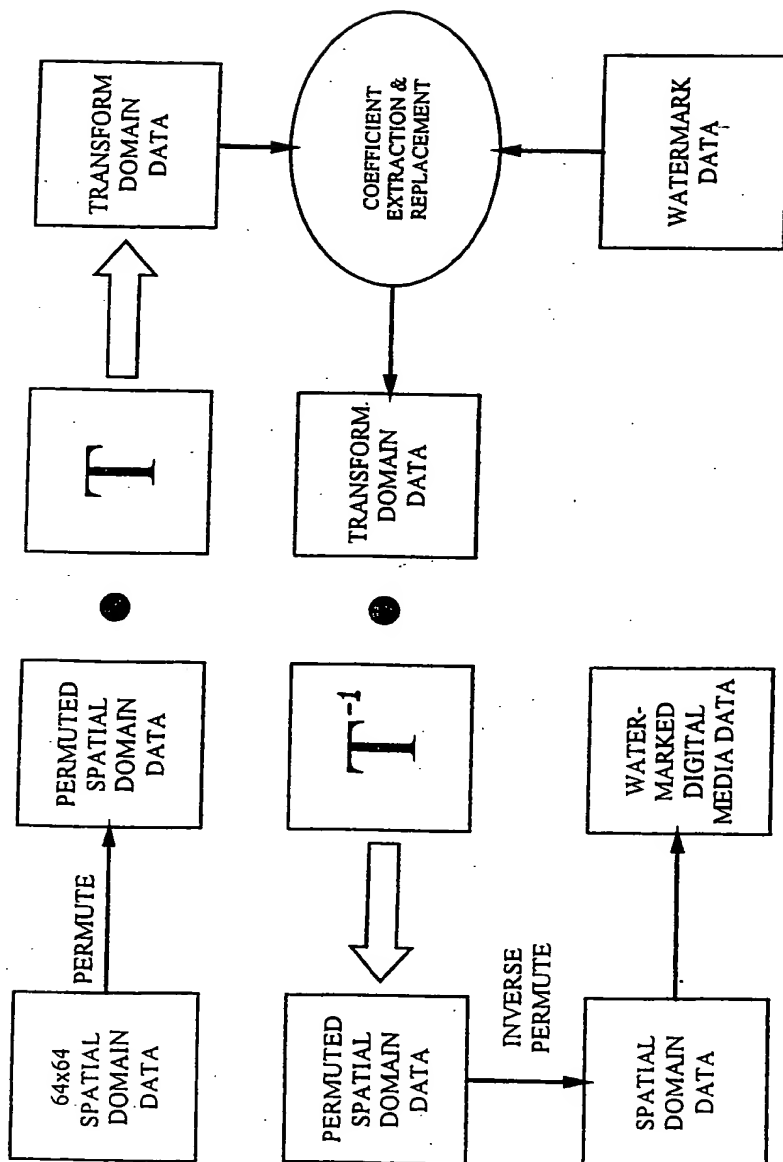 64x64
SPATIAL
DOMAIN
DATA
PERMUTE
PERMUTED
SPATIAL
DOMAIN
DATA
T
TRANSFORM
DOMAIN
DATA
PERMUTED
SPATIAL
DOMAIN
DATA
T-1
TRANSFORM
DOMAIN
DATA
COEFFICIENT
EXTRACTION &
REPLACEMENT
INVERSE
PERMUTE
SPATIAL
DOMAIN
DATA
WATER-
MARKED
DIGITAL
MEDIA DATA
WATERMARK
DATA